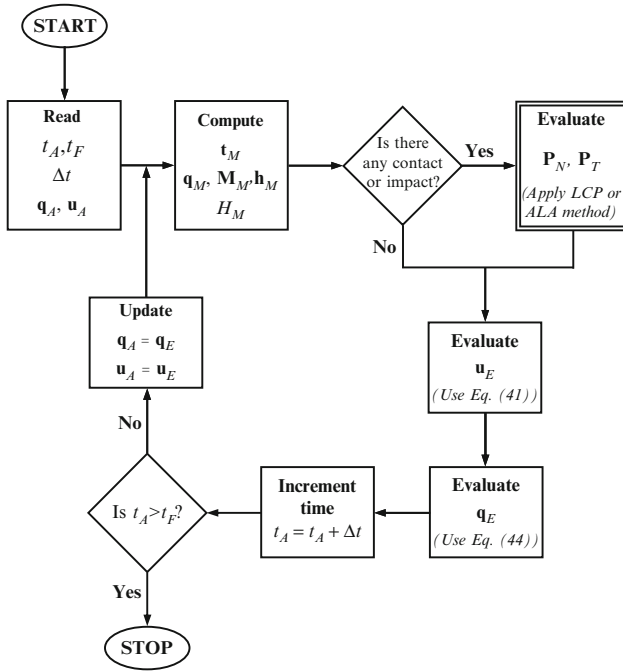 START
Read
t_A, t_F
Δt
q_A, u_A
Compute
t_M
q_M, M_M, h_M
H_M
Is there
any contact
or impact?
Yes
No
Evaluate
P_N, P_T
(Apply LCP or
ALA method)
Evaluate
u_E
(Use Eq. (41))
Evaluate
q_E
(Use Eq. (44))
Increment
time
t_A = t_A + Δt
Is t_A>t_F?
No
Yes
Update
q_A = q_E
u_A = u_E
STOP